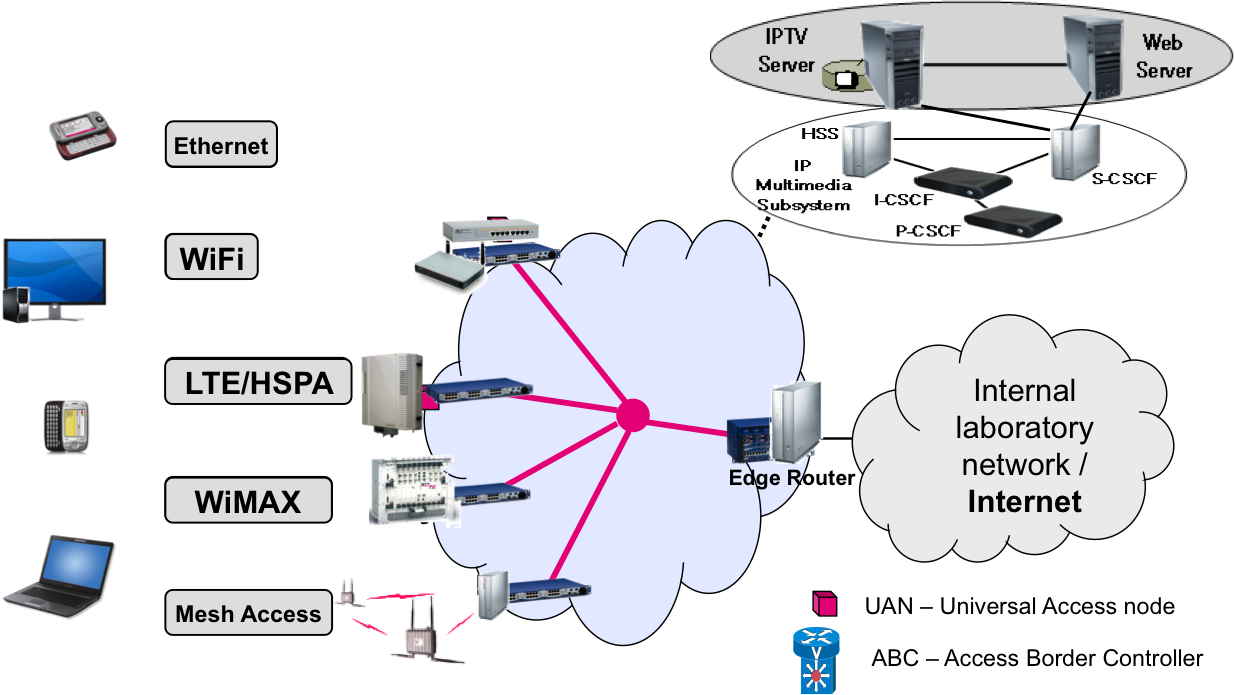 IPTV
Server
Web
Server
HSS
IP
Multimedia
Subsystem
I-CSCF
S-CSCF
P-CSCF
Ethernet
WiFi
LTE/HSPA
WiMAX
Mesh Access
Edge Router
Internal
laboratory
network /
Internet
UAN – Universal Access node
ABC – Access Border Controller